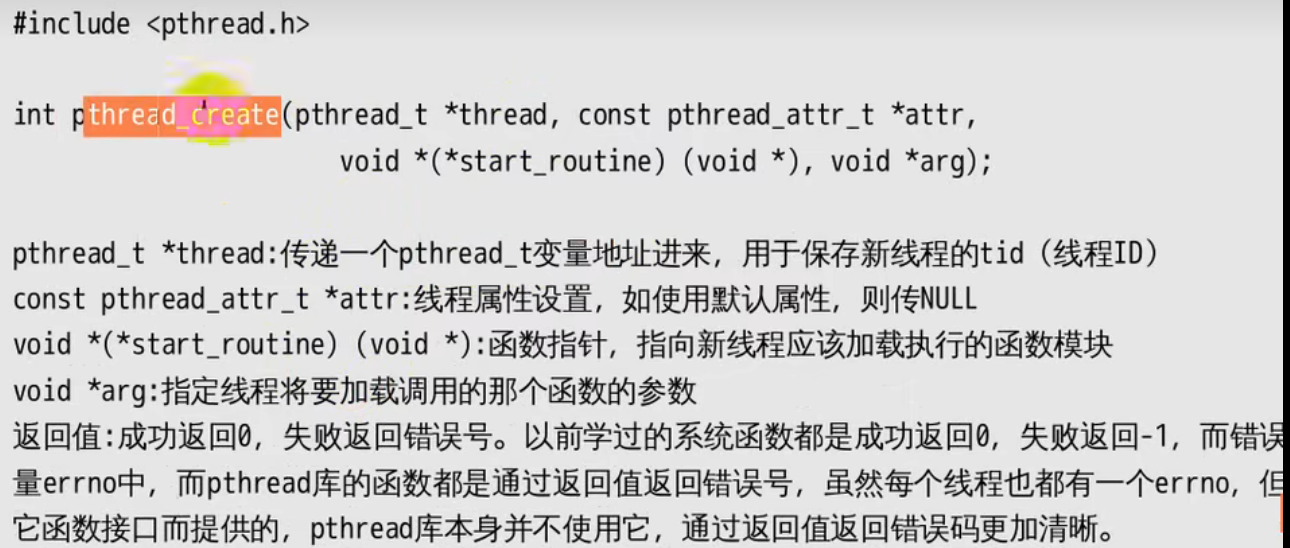 #include <pthread.h>
int pthread_create(pthread_t *thread, const pthread_attr_t *attr,
void *(*start_routine) (void *), void *arg);
pthread_t *thread:传递一个pthread_t变量地址进来，用于保存新线程的tid（线程ID）
const pthread_attr_t *attr:线程属性设置，如使用默认属性，则传NULL
void *(*start_routine) (void *):函数指针，指向新线程应该加载执行的函数模块
void *arg:指定线程将要加载调用的那个函数的参数
返回值:成功返回0，失败返回错误号。以前学过的系统函数都是成功返回0，失败返回-1，而错误
量errno中，而pthread库的函数都是通过返回值返回错误号，虽然每个线程也都有一个errno，但
它函数接口而提供的，pthread库本身并不使用它，通过返回值返回错误码更加清晰。